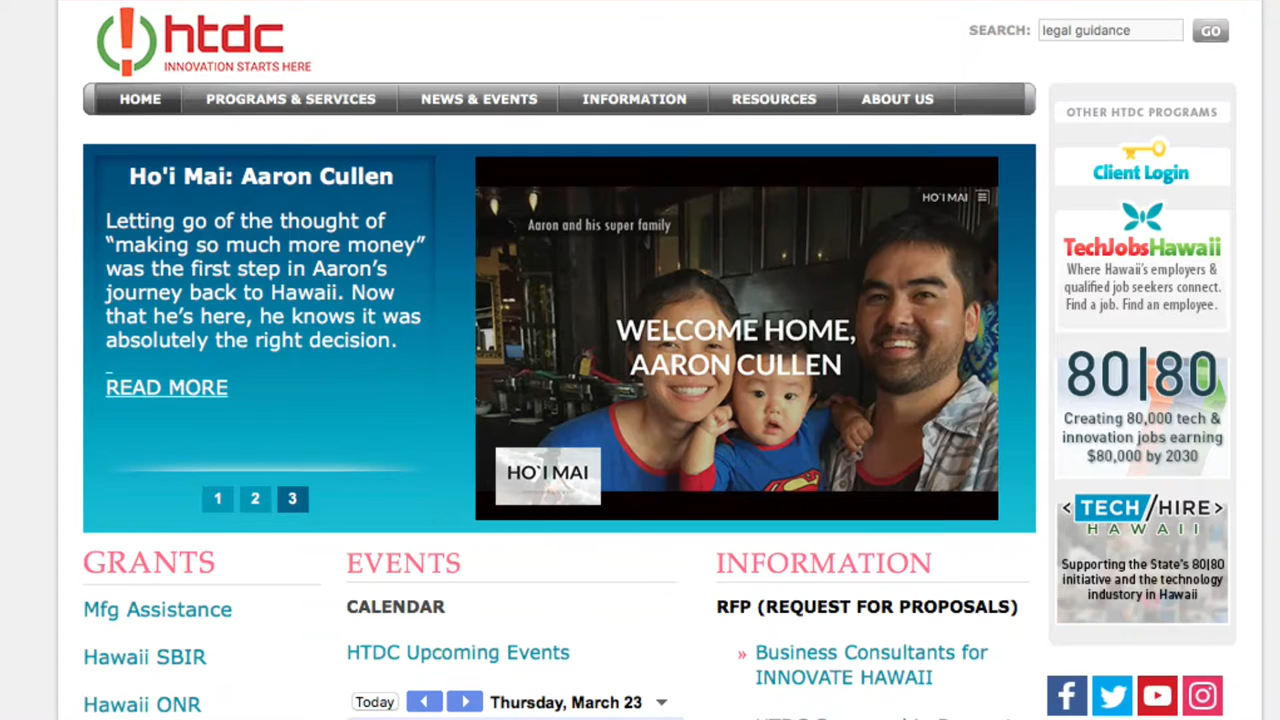 htdc
INNOVATION STARTS HERE
SEARCH: legal guidance GO
HOME PROGRAMS & SERVICES NEWS & EVENTS INFORMATION RESOURCES ABOUT US
Ho'i Mai: Aaron Cullen
Letting go of the thought of
“making so much more money”
was the first step in Aaron’s
journey back to Hawaii. Now
that he’s here, he knows it was
absolutely the right decision.
READ MORE
1 2 3
HO'I MAI
Aaron and his super family
WELCOME HOME,
AARON CULLEN
HO`I MAI
OTHER HTDC PROGRAMS
Client Login
TechJobsHawaii
Where Hawaii’s employers &
qualified job seekers connect.
Find a job. Find an employee.
80|80
Creating 80,000 tech &
innovation jobs earning
$80,000 by 2030
<TECH/HIRE>
HAWAII
Supporting the State's 80|80
initiative and the technology
industory in Hawaii
GRANTS
Mfg Assistance
Hawaii SBIR
Hawaii ONR
EVENTS
CALENDAR
HTDC Upcoming Events
Today Thursday, March 23
INFORMATION
RFP (REQUEST FOR PROPOSALS)
» Business Consultants for
INNOVATE HAWAII